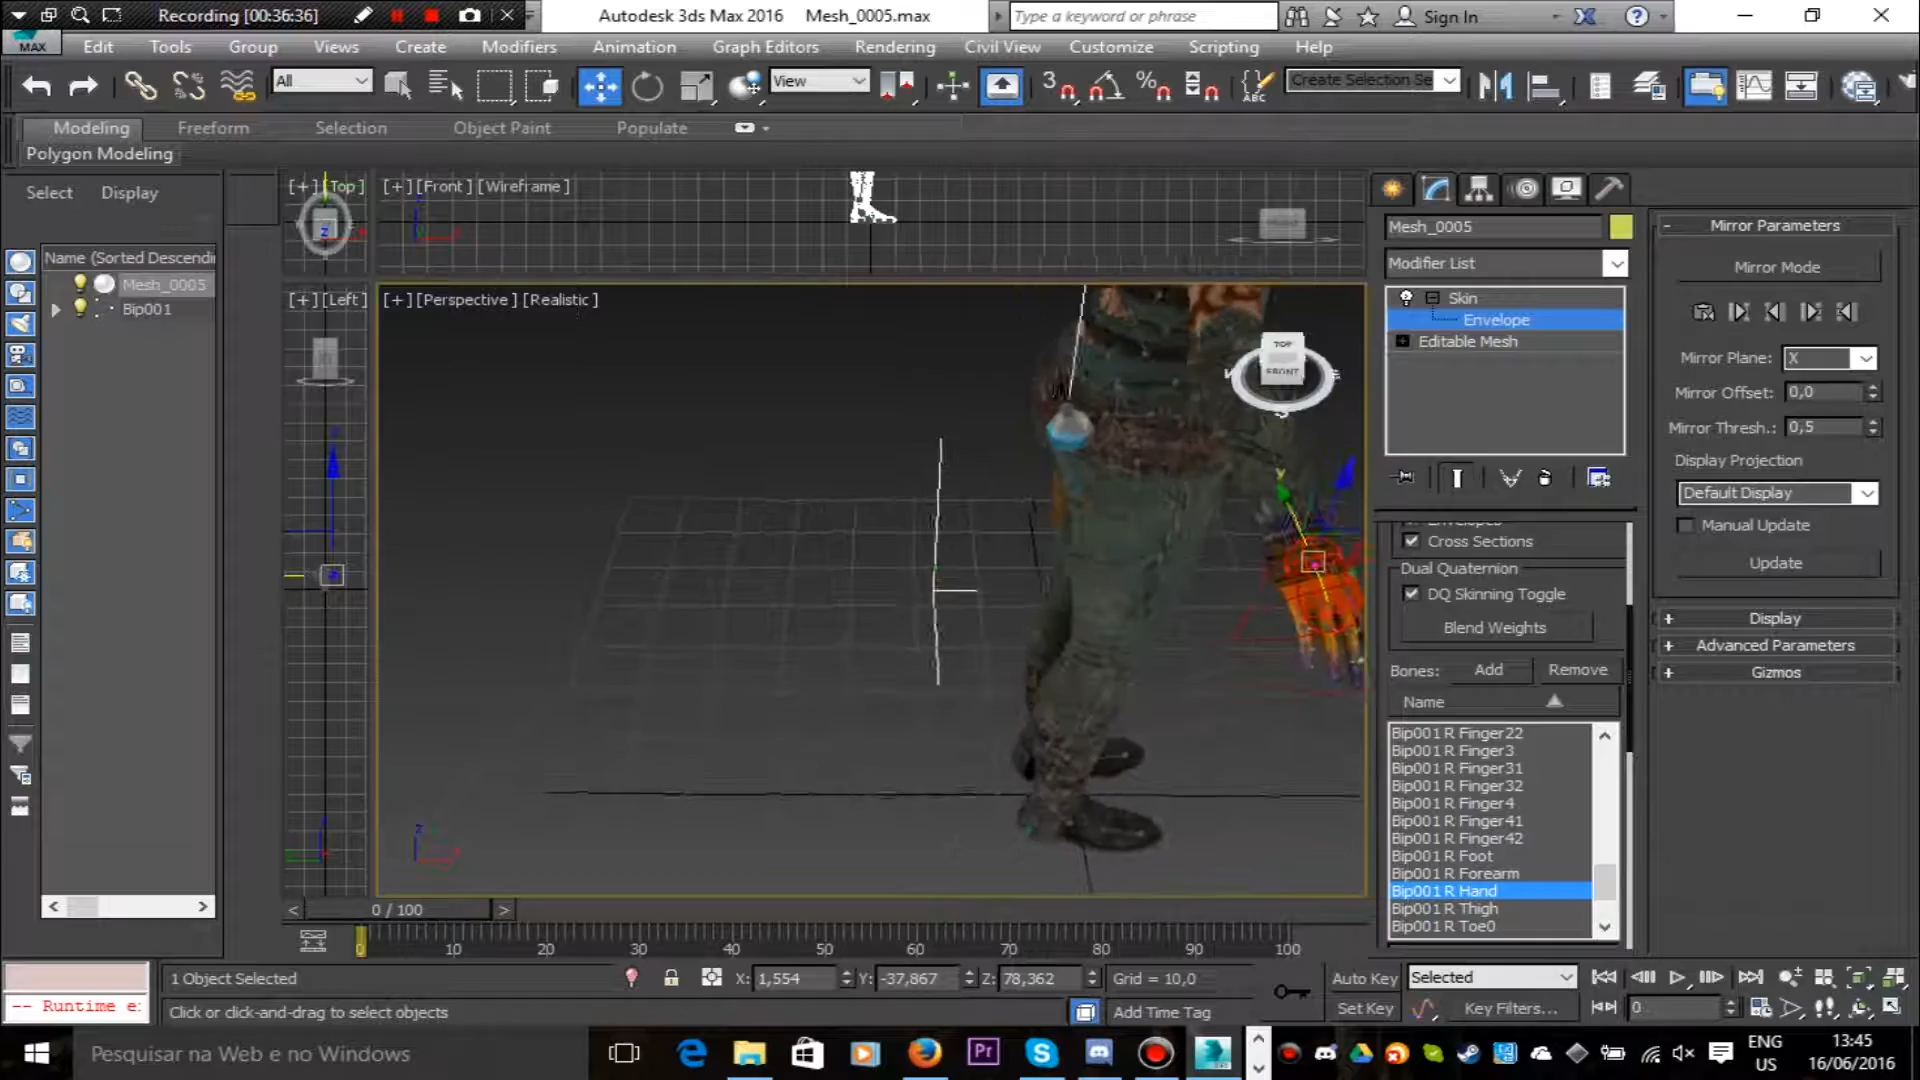 Recording [00:36:36]
Autodesk 3ds Max 2016 Mesh_0005.max
Type a keyword or phrase
Sign In
MAX
Edit Tools Group Views Create Modifiers Animation Graph Editors Rendering Civil View Customize Scripting Help
All
View
3
%
ABC
Create Selection Se
Modeling Freeform Selection Object Paint Populate
Polygon Modeling
Select Display
Name (Sorted Descendin
Mesh_0005
Bip001
[+] [Top]
[+] [Front] [Wireframe]
[+] [Left]
[+] [Perspective] [Realistic]
TOP
FRONT
Mesh_0005
Modifier List
Skin
Envelope
Editable Mesh
Envelopes
Cross Sections
Dual Quaternion
DQ Skinning Toggle
Blend Weights
Bones: Add Remove
Name
Bip001 R Finger22
Bip001 R Finger3
Bip001 R Finger31
Bip001 R Finger32
Bip001 R Finger4
Bip001 R Finger41
Bip001 R Finger42
Bip001 R Foot
Bip001 R Forearm
Bip001 R Hand
Bip001 R Thigh
Bip001 R Toe0
Mirror Parameters
Mirror Mode
Mirror Plane: X
Mirror Offset: 0,0
Mirror Thresh.: 0,5
Display Projection
Default Display
Manual Update
Update
Display
Advanced Parameters
Gizmos
0 / 100
0 10 20 30 40 50 60 70 80 90 100
1 Object Selected
X: 1,554 Y: -37,867 Z: 78,362 Grid = 10,0
Auto Key Selected
-- Runtime e:
Click or click-and-drag to select objects
Add Time Tag
Set Key Key Filters...
0
Pesquisar na Web e no Windows
Pr
ENG
US
13:45
16/06/2016